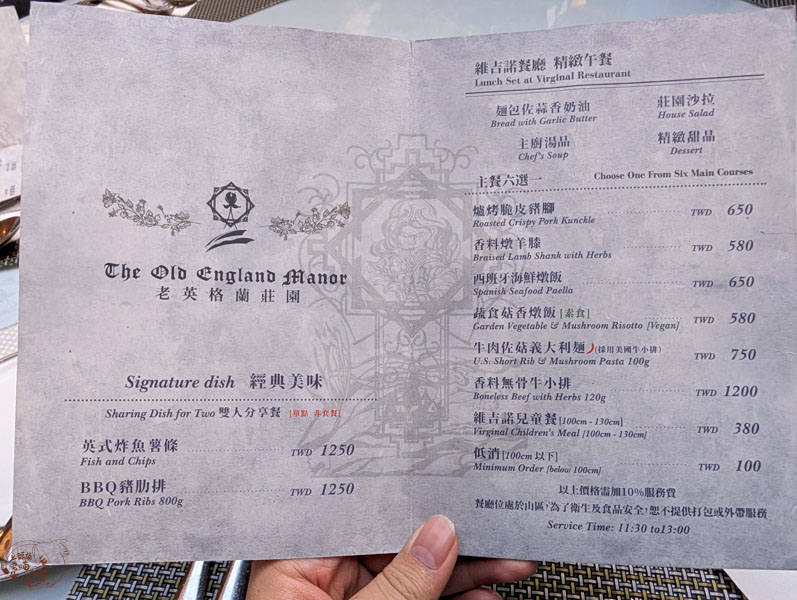 The Old England Manor
老英格蘭莊園
Signature dish 經典美味
Sharing Dish for Two 雙人分享餐 [單點 非套餐]
英式炸魚薯條
Fish and Chips TWD 1250
BBQ豬肋排
BBQ Pork Ribs 800g TWD 1250
維吉諾餐廳 精緻午餐
Lunch Set at Virginal Restaurant
麵包佐蒜香奶油
Bread with Garlic Butter
莊園沙拉
House Salad
主廚湯品
Chef's Soup
精緻甜品
Dessert
主餐六選一 Choose One From Six Main Courses
爐烤脆皮豬腳 TWD 650
Roasted Crispy Pork Kunckle
香料燉羊膝 TWD 580
Braised Lamb Shank with Herbs
西班牙海鮮燉飯 TWD 650
Spanish Seafood Paella
蔬食菇香燉飯 [素食] TWD 580
Garden Vegetable & Mushroom Risotto [Vegan]
牛肉佐菇義大利麵 (採用美國牛小排) TWD 750
U.S. Short Rib & Mushroom Pasta 100g
香料無骨牛小排 TWD 1200
Boneless Beef with Herbs 120g
維吉諾兒童餐 [100cm - 130cm] TWD 380
Virginal Children's Meal [100cm - 130cm]
低消 [100cm 以下] TWD 100
Minimum Order [below 100cm]
以上價格需加10%服務費
餐廳位處於山區，為了衛生及食品安全，恕不提供打包或外帶服務
Service Time: 11:30 to13:00